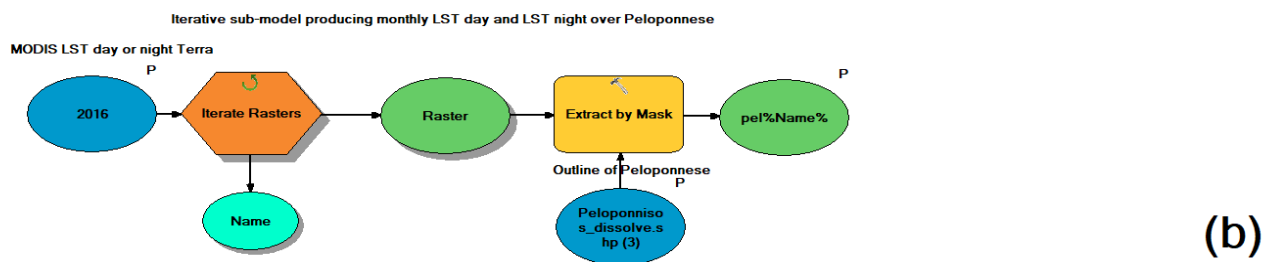 Iterative sub-model producing monthly LST day and LST night over Peloponnese
MODIS LST day or night Terra
P
2016
Iterate Rasters
Raster
Extract by Mask
P
pel%Name%
Name
Outline of Peloponnese
P
Peloponniso
s_dissolve.s
hp (3)
(b)